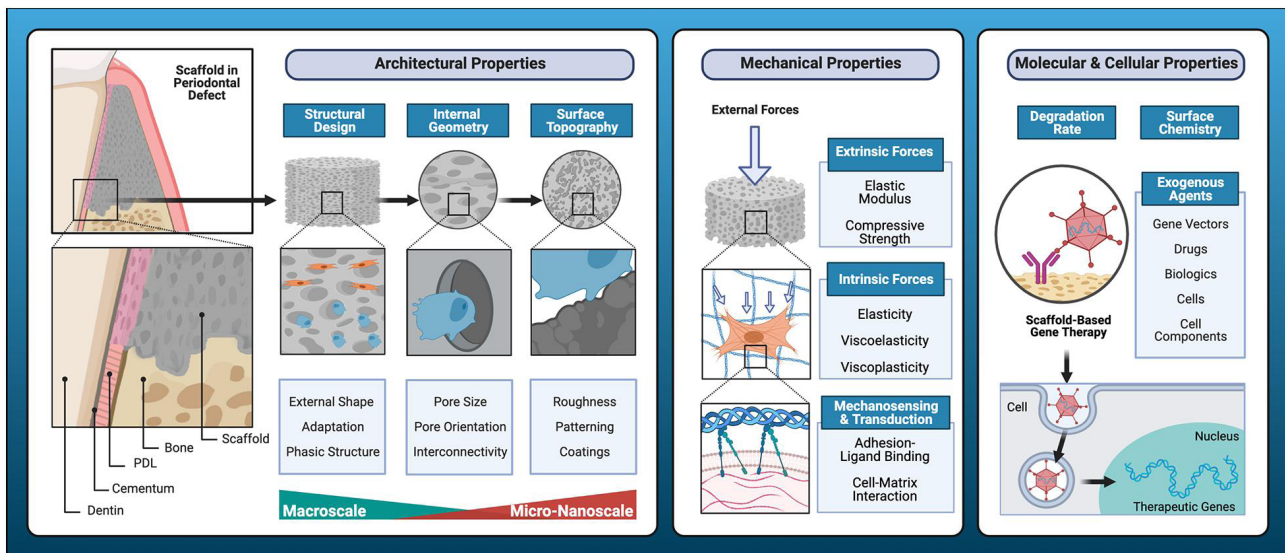 Scaffold in
Periodontal
Defect
Dentin
Cementum
PDL
Bone
Scaffold
Architectural Properties
Structural
Design
Internal
Geometry
Surface
Topography
External Shape
Adaptation
Phasic Structure
Pore Size
Pore Orientation
Interconnectivity
Roughness
Patterning
Coatings
Macroscale
Micro-Nanoscale
Mechanical Properties
External Forces
Extrinsic Forces
Elastic
Modulus
Compressive
Strength
Intrinsic Forces
Elasticity
Viscoelasticity
Viscoplasticity
Mechanosensing
& Transduction
Adhesion-
Ligand Binding
Cell-Matrix
Interaction
Molecular & Cellular Properties
Degradation
Rate
Surface
Chemistry
Scaffold-Based
Gene Therapy
Exogenous
Agents
Gene Vectors
Drugs
Biologics
Cells
Cell
Components
Cell
Nucleus
Therapeutic Genes